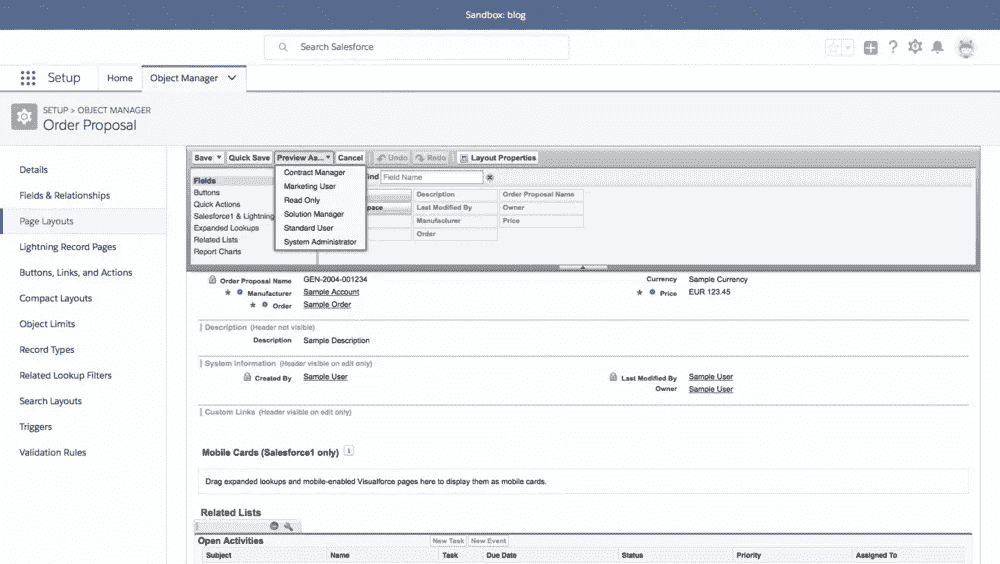 Sandbox: blog
Search Salesforce
Setup Home Object Manager
SETUP > OBJECT MANAGER
Order Proposal
Details
Fields & Relationships
Page Layouts
Lightning Record Pages
Buttons, Links, and Actions
Compact Layouts
Object Limits
Record Types
Related Lookup Filters
Search Layouts
Triggers
Validation Rules
Save Quick Save Preview As... Cancel Undo Redo Layout Properties
Fields
Buttons
Quick Actions
Salesforce1 & Lightning
Expanded Lookups
Related Lists
Report Charts
Contract Manager
Marketing User
Read Only
Solution Manager
Standard User
System Administrator
Field Name
Description Order Proposal Name
Last Modified By Owner
Manufacturer Price
Order
Order Proposal Name GEN-2004-001234 Currency Sample Currency
* Manufacturer Sample Account * Price EUR 123.45
* Order Sample Order
Description (Header not visible)
Description Sample Description
System Information (Header visible on edit only)
Created By Sample User Last Modified By Sample User
Owner Sample User
Custom Links (Header visible on edit only)
Mobile Cards (Salesforce1 only) i
Drag expanded lookups and mobile-enabled Visualforce pages here to display them as mobile cards.
Related Lists
Open Activities New Task New Event
Subject Name Task Due Date Status Priority Assigned To